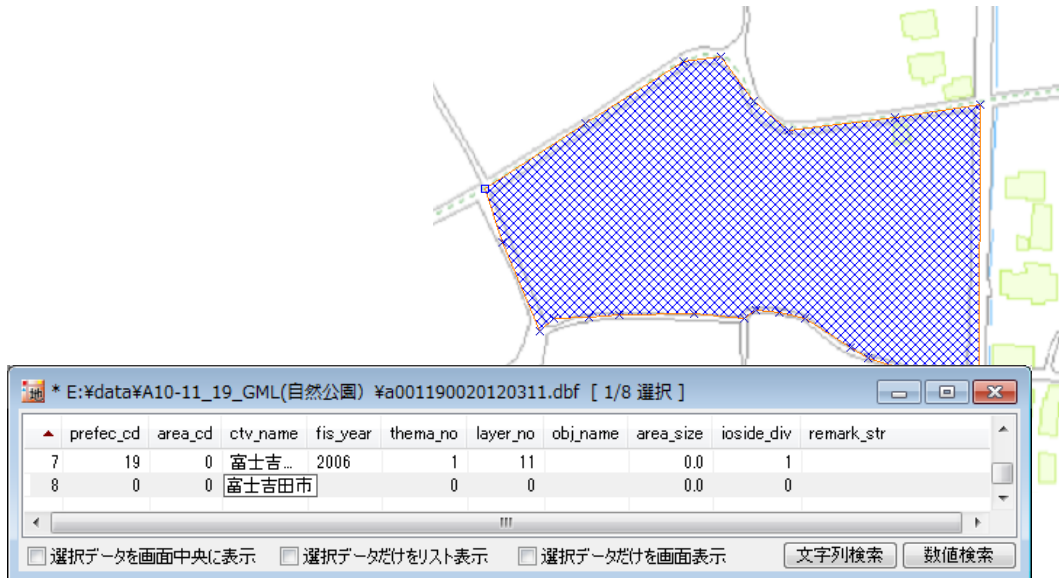 地 * E:¥data¥A10-11_19_GML(自然公園) ¥a001190020120311.dbf [ 1/8 選択 ]
prefec_cd area_cd ctv_name fis_year thema_no layer_no obj_name area_size ioside_div remark_str
7 19 0 富士吉... 2006 1 11 0.0 1
8 0 0 富士吉田市 0 0 0.0 0
選択データを画面中央に表示 選択データだけをリスト表示 選択データだけを画面表示 文字列検索 数値検索